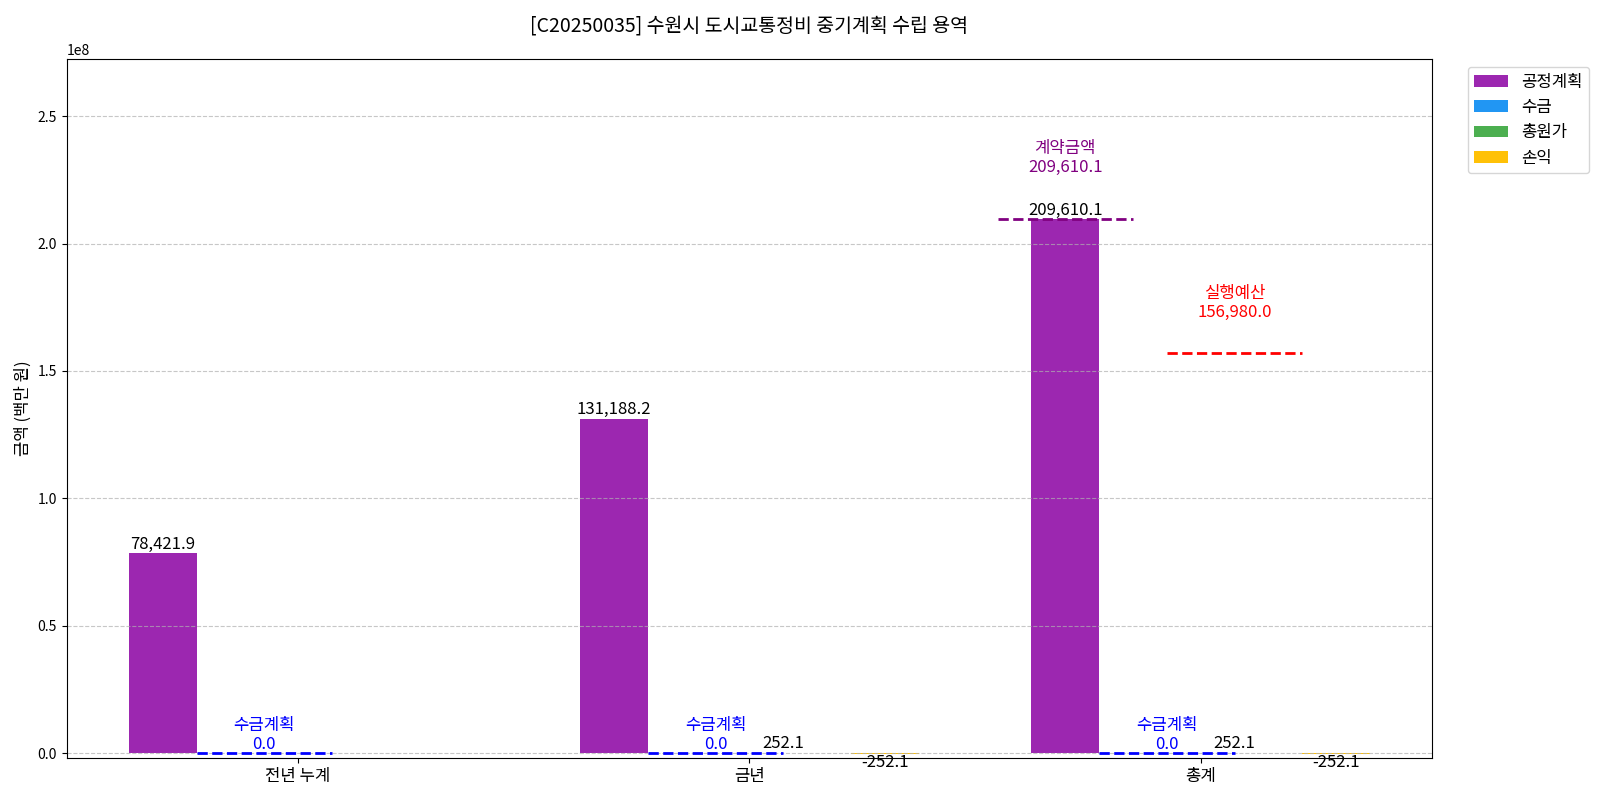 [C20250035] 수원시 도시교통정비 중기계획 수립 용역
1e8
공정계획
수금
총원가
손익
금액 (백만 원)
2.5
2.0
1.5
1.0
0.5
0.0
계약금액
209,610.1
209,610.1
실행예산
156,980.0
131,188.2
78,421.9
수금계획
0.0
수금계획
0.0
252.1
-252.1
수금계획
0.0
252.1
-252.1
전년 누계
금년
총계